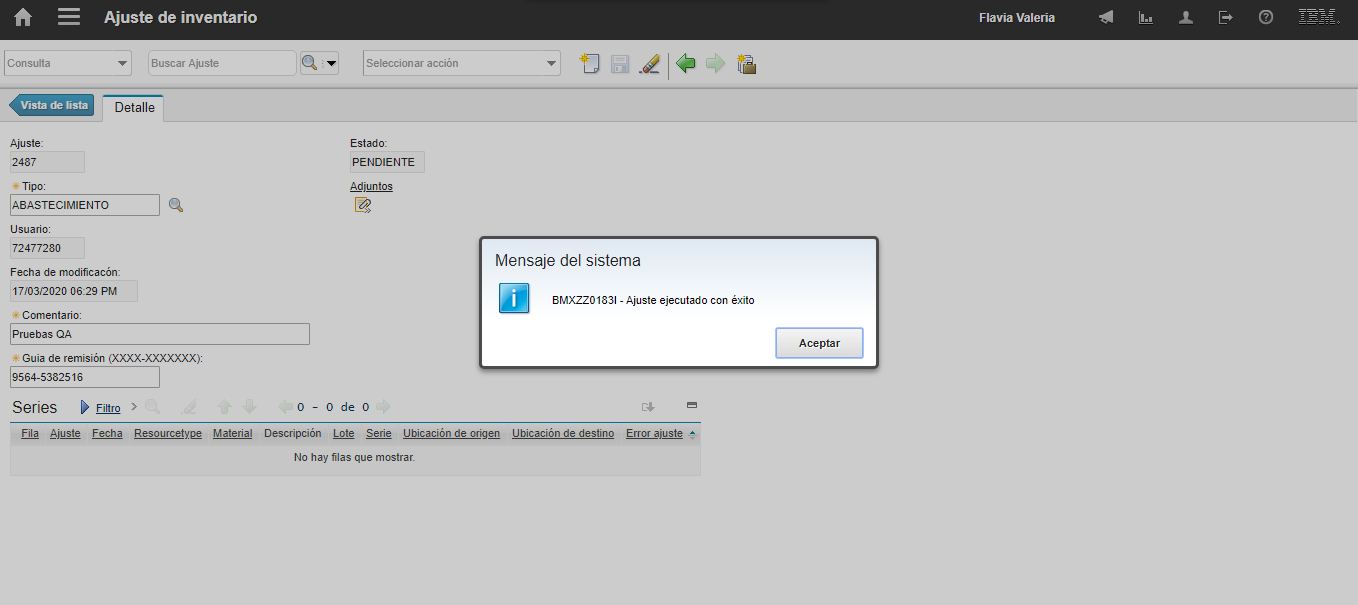 Ajuste de inventario
Flavia Valeria
IBM.
Consulta
Buscar Ajuste
Seleccionar acción
Vista de lista
Detalle
Ajuste:
2487
Estado:
PENDIENTE
Tipo:
ABASTECIMIENTO
Adjuntos
Usuario:
72477280
Fecha de modificacón:
17/03/2020 06:29 PM
Comentario:
Pruebas QA
Guia de remisión (XXXX-XXXXXXX):
9564-5382516
Mensaje del sistema
BMXZZ0183I - Ajuste ejecutado con éxito
Aceptar
Series Filtro 0 - 0 de 0
Fila Ajuste Fecha Resourcetype Material Descripción Lote Serie Ubicación de origen Ubicación de destino Error ajuste
No hay filas que mostrar.